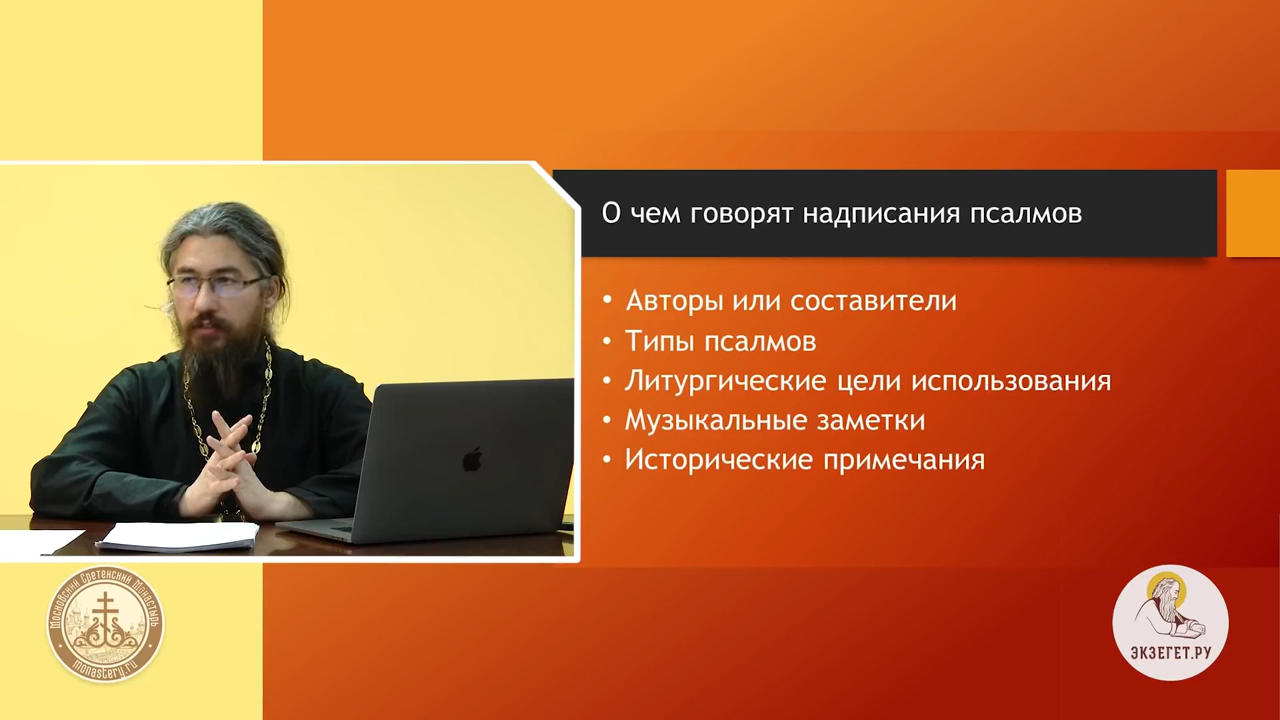 О чем говорят надписания псалмов
• Авторы или составители
• Типы псалмов
• Литургические цели использования
• Музыкальные заметки
• Исторические примечания
Московский Сретенский Монастырь
monastery.ru
ЭКЗЕГЕТ.РУ